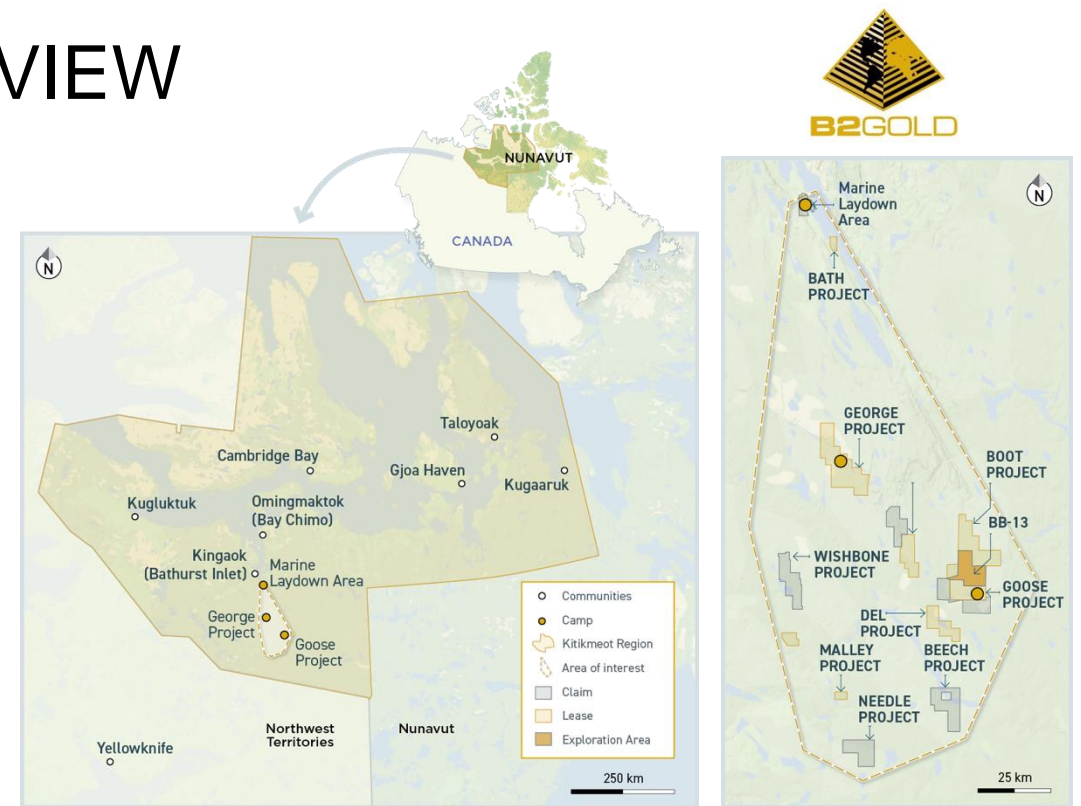 VIEW
B2GOLD
NUNAVUT
CANADA
N
Taloyoak
Cambridge Bay
Gjoa Haven
Kugaaruk
Kugluktuk
Omingmaktok
(Bay Chimo)
Kingaok
(Bathurst Inlet)
Marine
Laydown Area
George
Project
Goose
Project
Northwest
Territories
Nunavut
Yellowknife
Communities
Camp
Kitikmeot Region
Area of interest
Claim
Lease
Exploration Area
250 km
N
Marine
Laydown
Area
BATH
PROJECT
GEORGE
PROJECT
BOOT
PROJECT
BB-13
WISHBONE
PROJECT
GOOSE
PROJECT
DEL
PROJECT
MALLEY
PROJECT
BEECH
PROJECT
NEEDLE
PROJECT
25 km